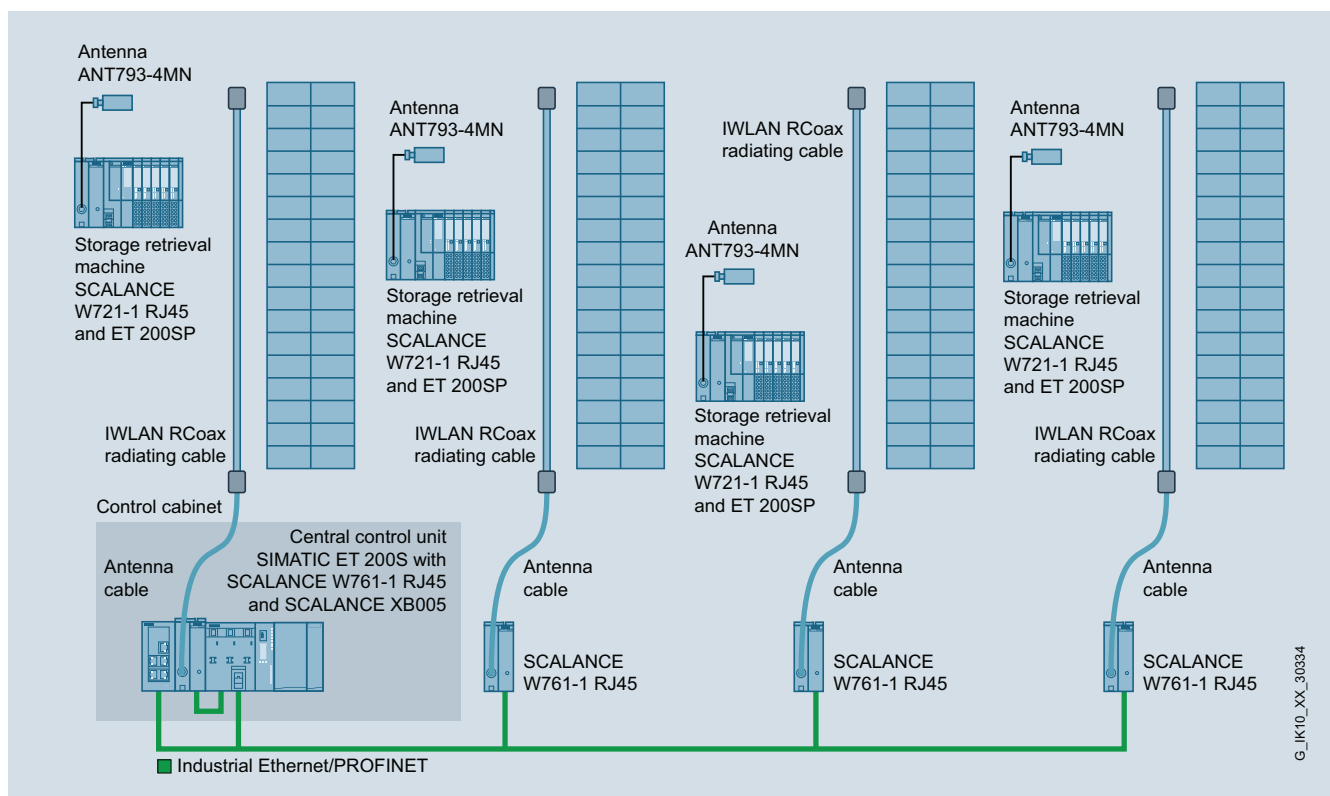 Antenna
ANT793-4MN
Storage retrieval
machine
SCALANCE
W721-1 RJ45
and ET 200SP
IWLAN RCoax
radiating cable
Antenna
ANT793-4MN
Storage retrieval
machine
SCALANCE
W721-1 RJ45
and ET 200SP
IWLAN RCoax
radiating cable
IWLAN RCoax
radiating cable
Antenna
ANT793-4MN
Storage retrieval
machine
SCALANCE
W721-1 RJ45
and ET 200SP
Antenna
ANT793-4MN
Storage retrieval
machine
SCALANCE
W721-1 RJ45
and ET 200SP
IWLAN RCoax
radiating cable
Control cabinet
Antenna
cable
Central control unit
SIMATIC ET 200S with
SCALANCE W761-1 RJ45
and SCALANCE XB005
Antenna
cable
SCALANCE
W761-1 RJ45
Antenna
cable
SCALANCE
W761-1 RJ45
Antenna
cable
SCALANCE
W761-1 RJ45
Industrial Ethernet/PROFINET
G_IK10_XX_30334